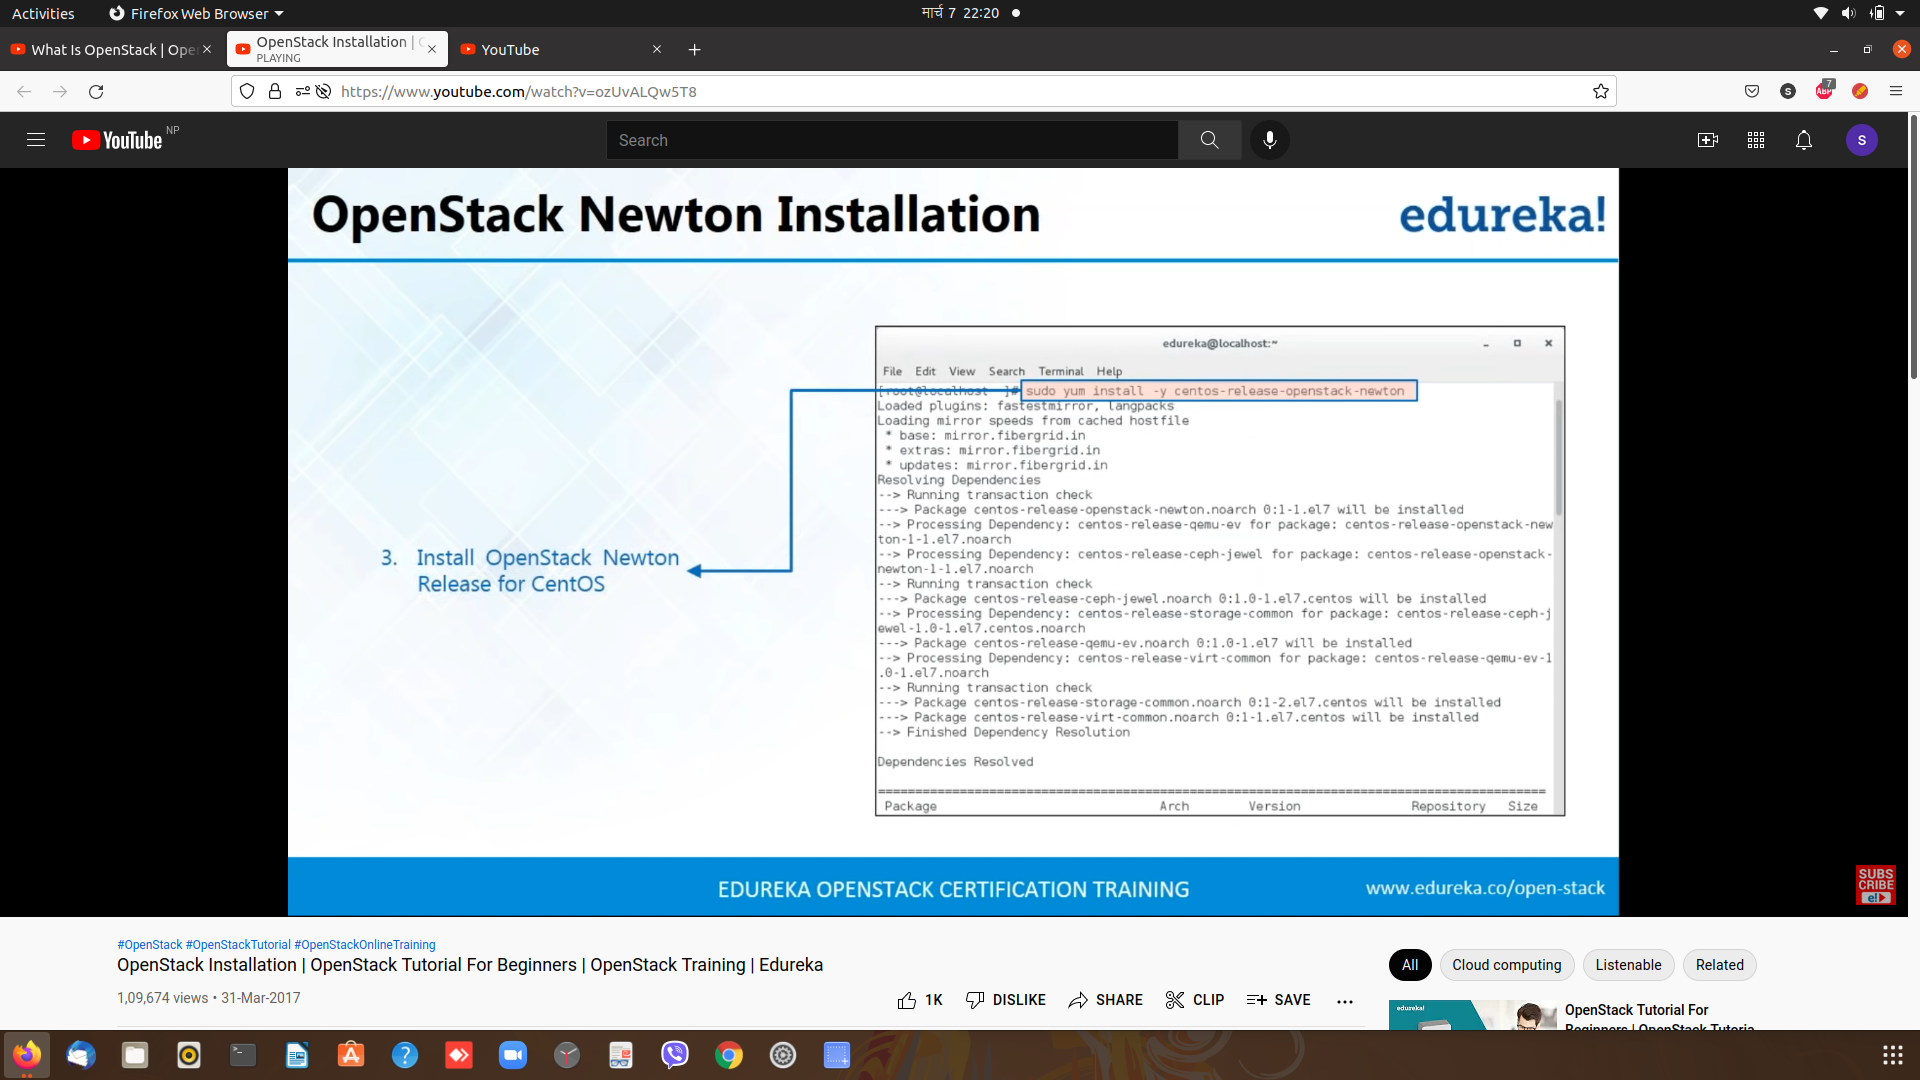 Activities
Firefox Web Browser
मार्च 7 22:20
What Is OpenStack | Ope
OpenStack Installation |
PLAYING
YouTube
https://www.youtube.com/watch?v=ozUvALQw5T8
S
ABP
7
YouTube NP
Search
S
OpenStack Newton Installation
edureka!
edureka@localhost:~
File Edit View Search Terminal Help
[root@localhost ~]# sudo yum install -y centos-release-openstack-newton
Loaded plugins: fastestmirror, langpacks
Loading mirror speeds from cached hostfile
* base: mirror.fibergrid.in
* extras: mirror.fibergrid.in
* updates: mirror.fibergrid.in
Resolving Dependencies
--> Running transaction check
---> Package centos-release-openstack-newton.noarch 0:1-1.el7 will be installed
--> Processing Dependency: centos-release-qemu-ev for package: centos-release-openstack-new
ton-1-1.el7.noarch
--> Processing Dependency: centos-release-ceph-jewel for package: centos-release-openstack-
newton-1-1.el7.noarch
--> Running transaction check
---> Package centos-release-ceph-jewel.noarch 0:1.0-1.el7.centos will be installed
--> Processing Dependency: centos-release-storage-common for package: centos-release-ceph-j
ewel-1.0-1.el7.centos.noarch
---> Package centos-release-qemu-ev.noarch 0:1.0-1.el7 will be installed
--> Processing Dependency: centos-release-virt-common for package: centos-release-qemu-ev-1
.0-1.el7.noarch
--> Running transaction check
---> Package centos-release-storage-common.noarch 0:1-2.el7.centos will be installed
---> Package centos-release-virt-common.noarch 0:1-1.el7.centos will be installed
--> Finished Dependency Resolution
Dependencies Resolved
Package Arch Version Repository Size
3. Install OpenStack Newton
Release for CentOS
EDUREKA OPENSTACK CERTIFICATION TRAINING
www.edureka.co/open-stack
SUBS
CRIBE
e!
#OpenStack #OpenStackTutorial #OpenStackOnlineTraining
OpenStack Installation | OpenStack Tutorial For Beginners | OpenStack Training | Edureka
1,09,674 views • 31-Mar-2017
1K
DISLIKE
SHARE
CLIP
SAVE
All
Cloud computing
Listenable
Related
edureka!
OpenStack Tutorial For
Beginners | OpenStack Tutoria